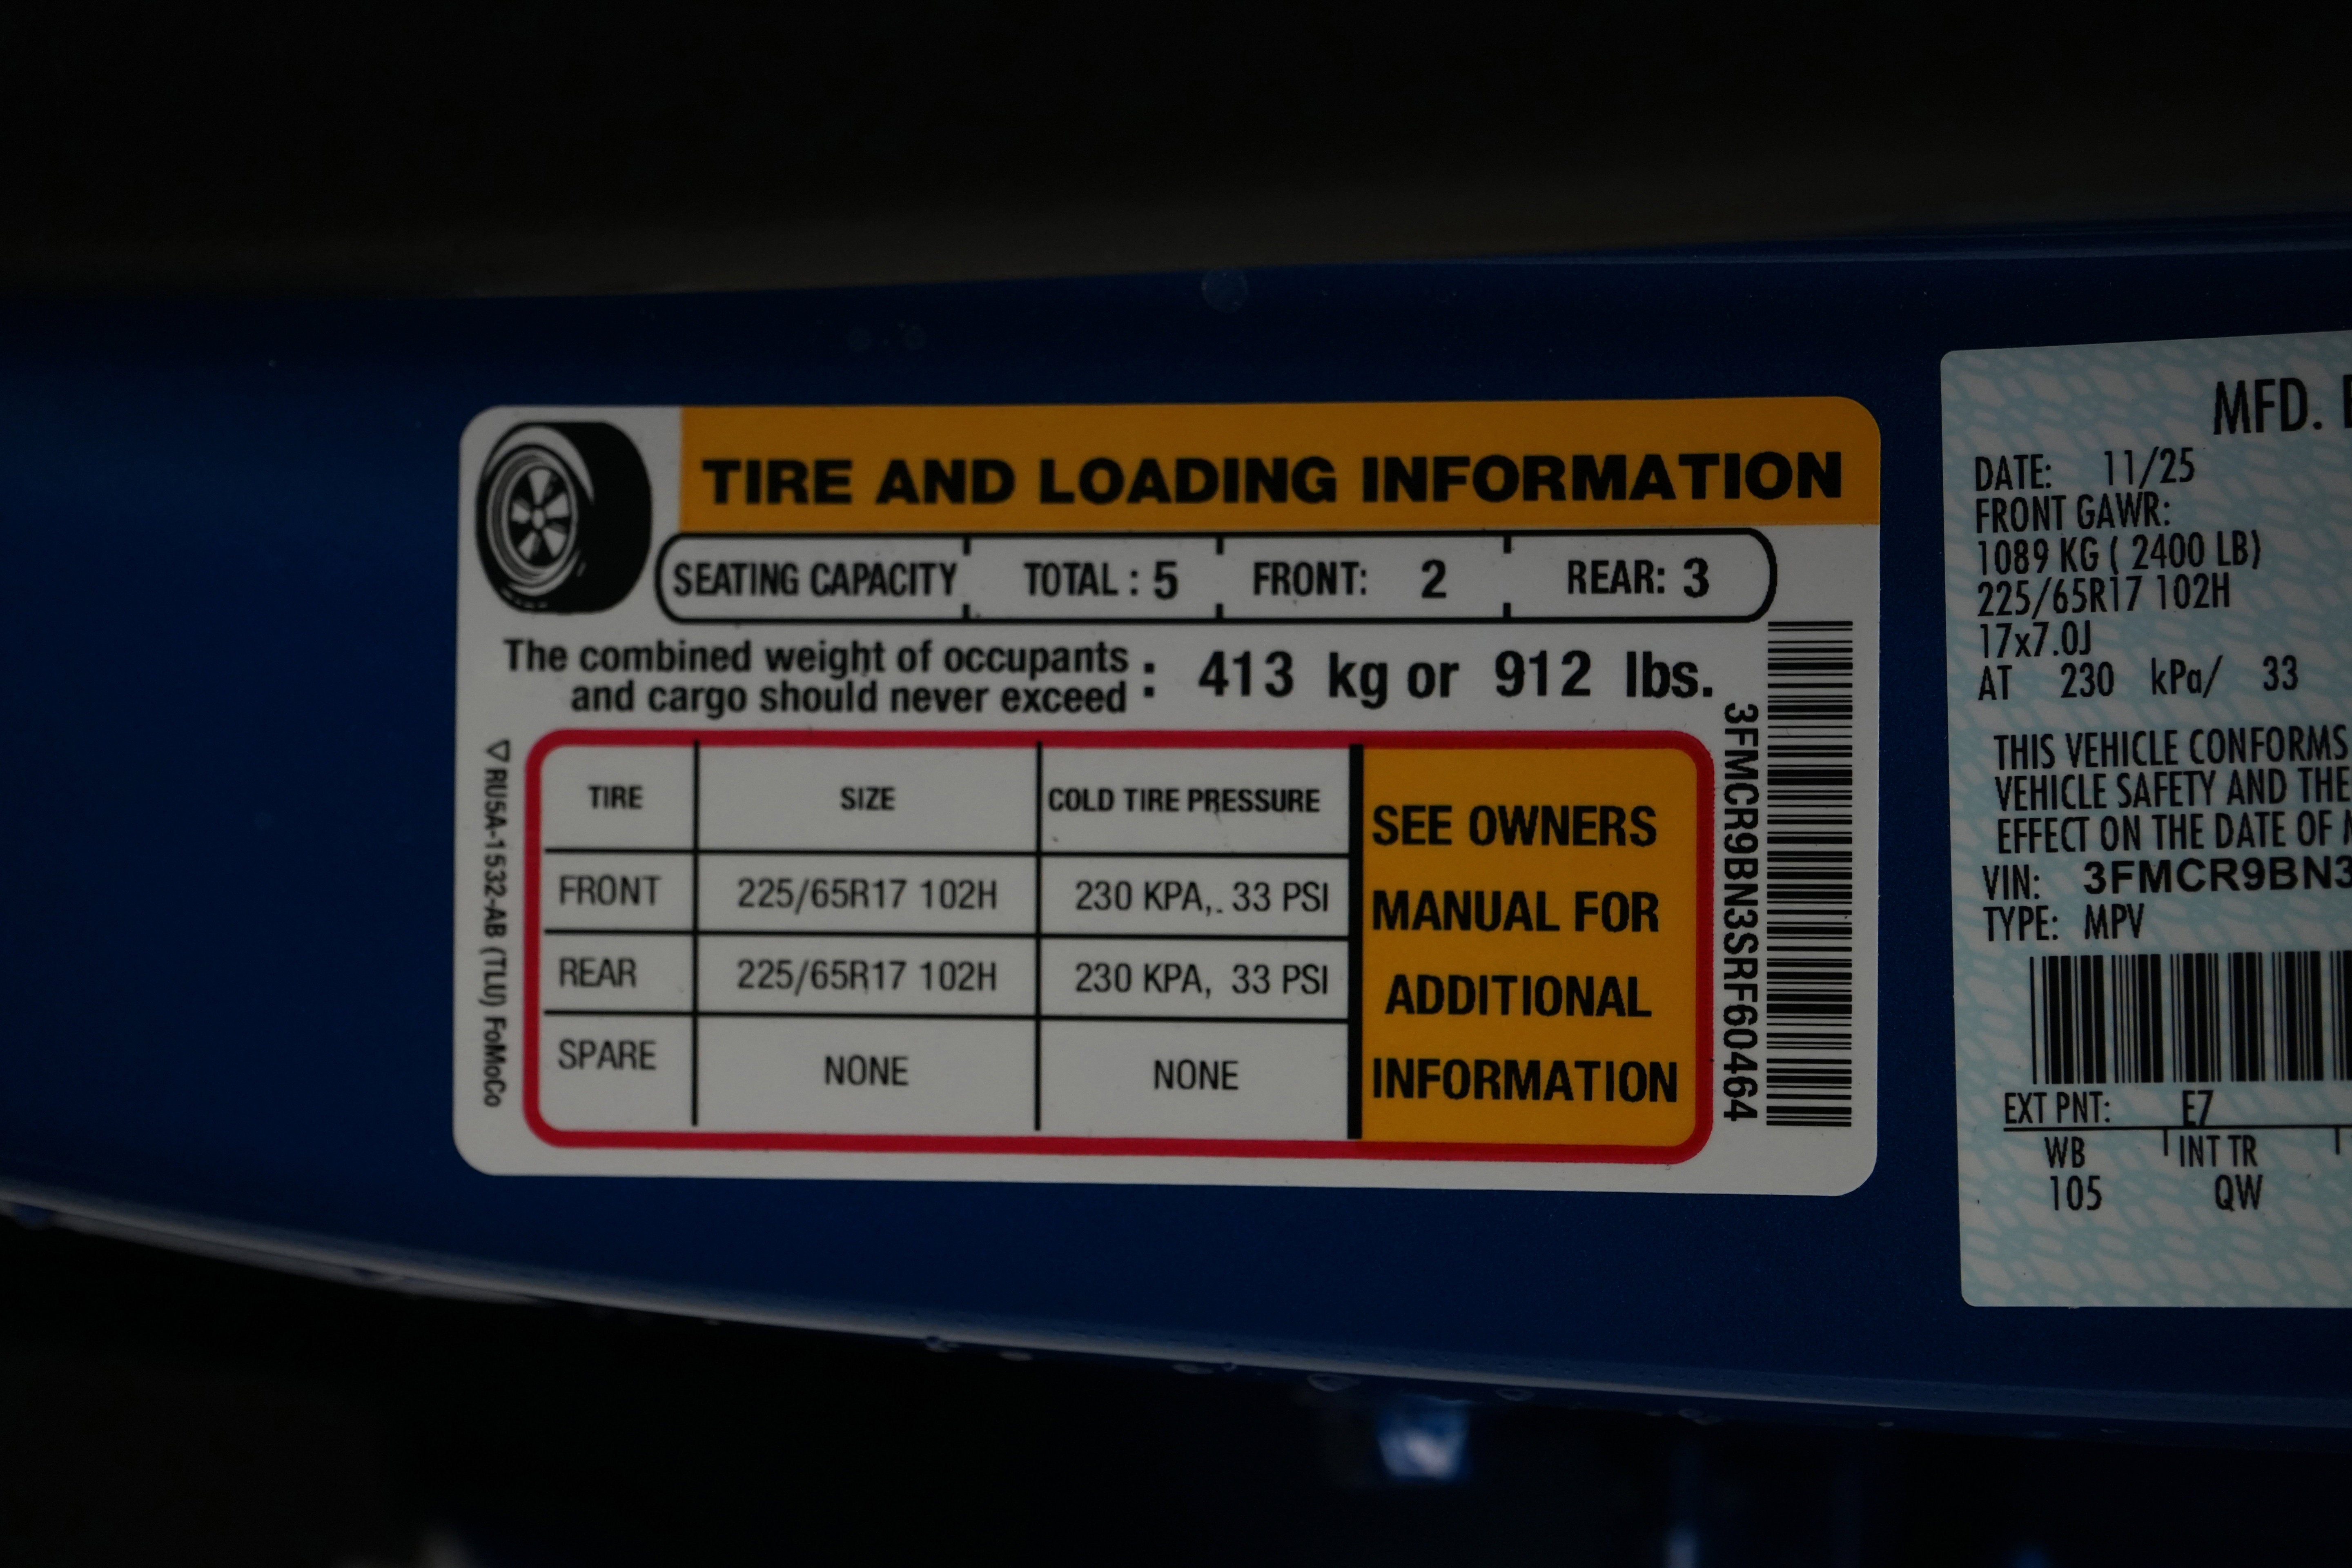 TIRE AND LOADING INFORMATION
SEATING CAPACITY TOTAL : 5 FRONT: 2 REAR: 3
The combined weight of occupants
and cargo should never exceed : 413 kg or 912 lbs.
TIRE SIZE COLD TIRE PRESSURE
FRONT 225/65R17 102H 230 KPA, 33 PSI
REAR 225/65R17 102H 230 KPA, 33 PSI
SPARE NONE NONE
SEE OWNERS
MANUAL FOR
ADDITIONAL
INFORMATION
RU5A-1532-AB (TLU) FoMoCo
3FMCR9BN3SRF60464
MFD.
DATE: 11/25
FRONT GAWR:
1089 KG ( 2400 LB)
225/65R17 102H
17x7.0J
AT 230 kPa/ 33
THIS VEHICLE CONFORMS
VEHICLE SAFETY AND THE
EFFECT ON THE DATE OF
VIN: 3FMCR9BN3
TYPE: MPV
EXT PNT: E7
WB INT TR
105 QW